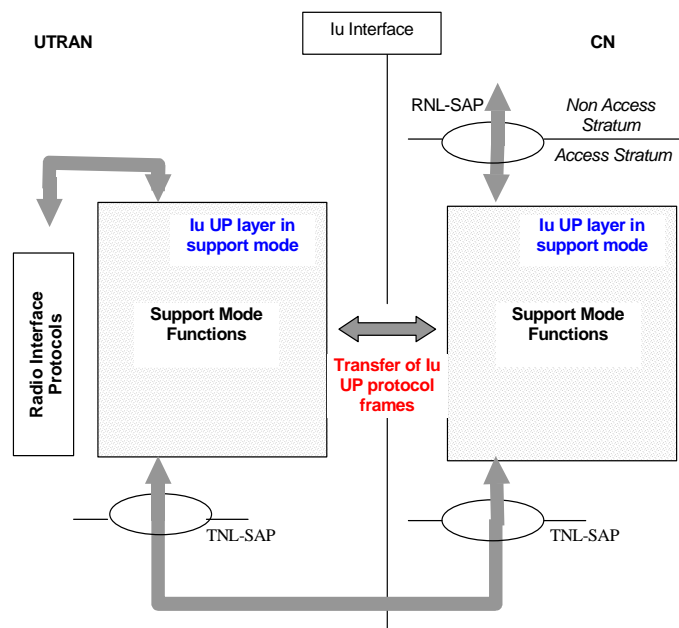 Iu Interface
UTRAN
CN
RNL-SAP
Non Access
Stratum
Access Stratum
Iu UP layer in
support mode
Support Mode
Functions
Radio Interface
Protocols
Transfer of Iu
UP protocol
frames
Iu UP layer in
support mode
Support Mode
Functions
TNL-SAP
TNL-SAP